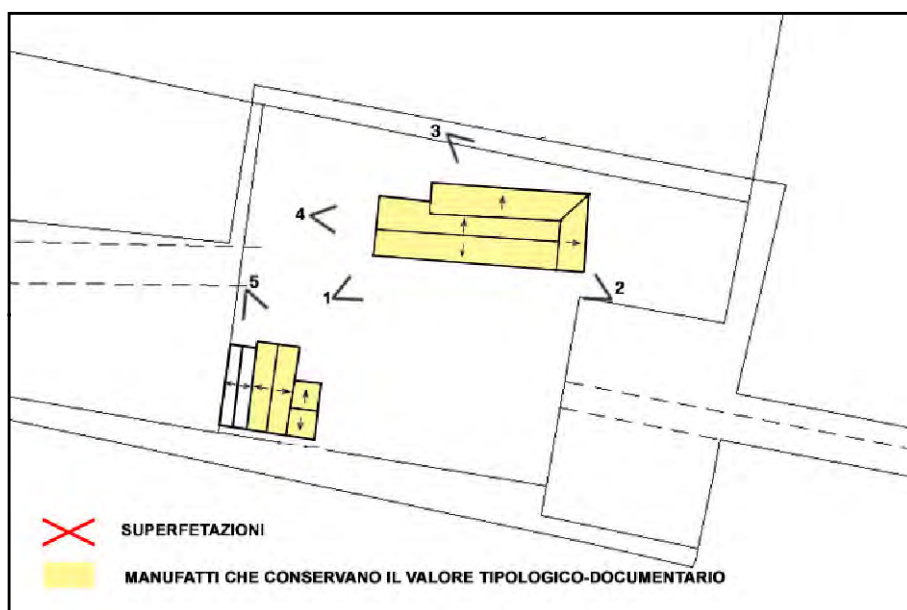 3
4
5
1
2
SUPERFETAZIONI
MANUFATTI CHE CONSERVANO IL VALORE TIPOLOGICO-DOCUMENTARIO